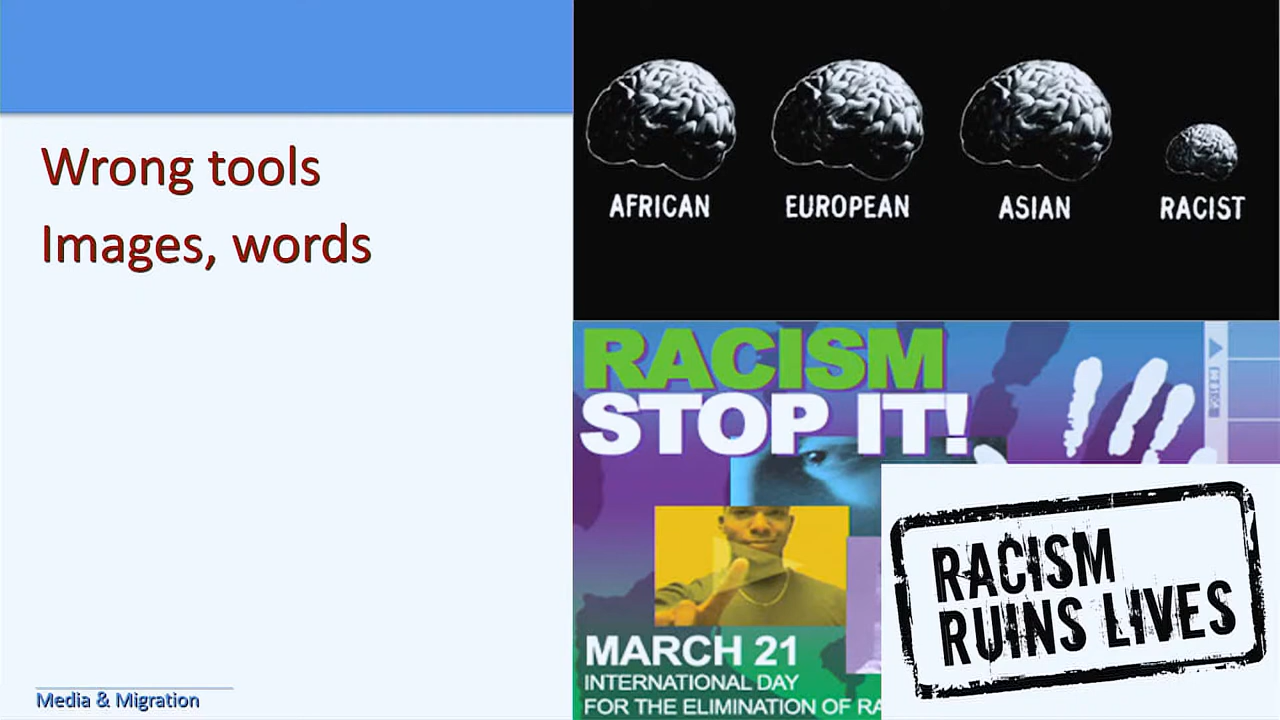 Wrong tools
Images, words
AFRICAN EUROPEAN ASIAN RACIST
RACISM
STOP IT!
MARCH 21
INTERNATIONAL DAY
FOR THE ELIMINATION OF
RACISM
RUINS LIVES
Media & Migration